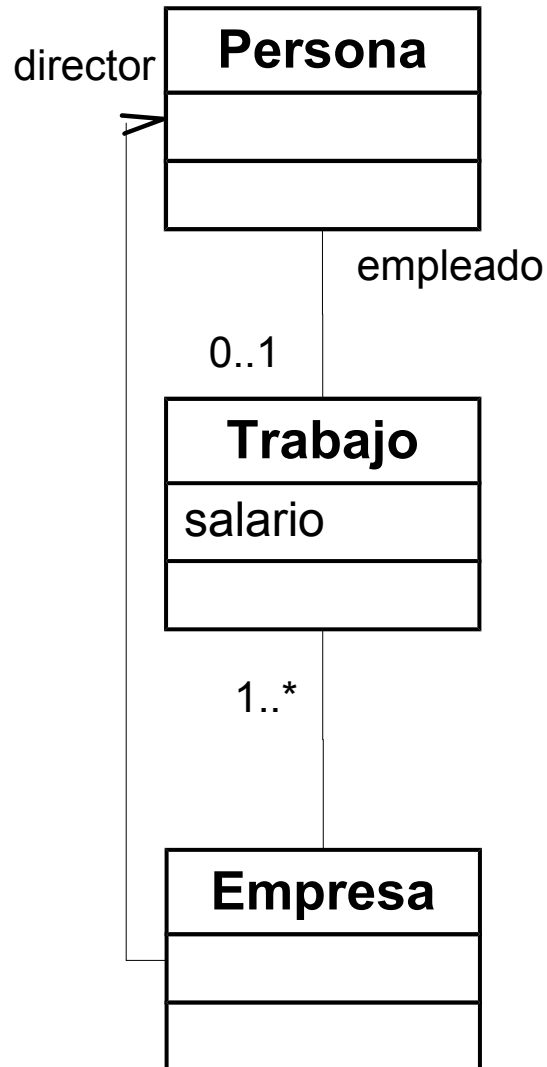 Persona
director
empleado
0..1
Trabajo
salario
1..*
Empresa